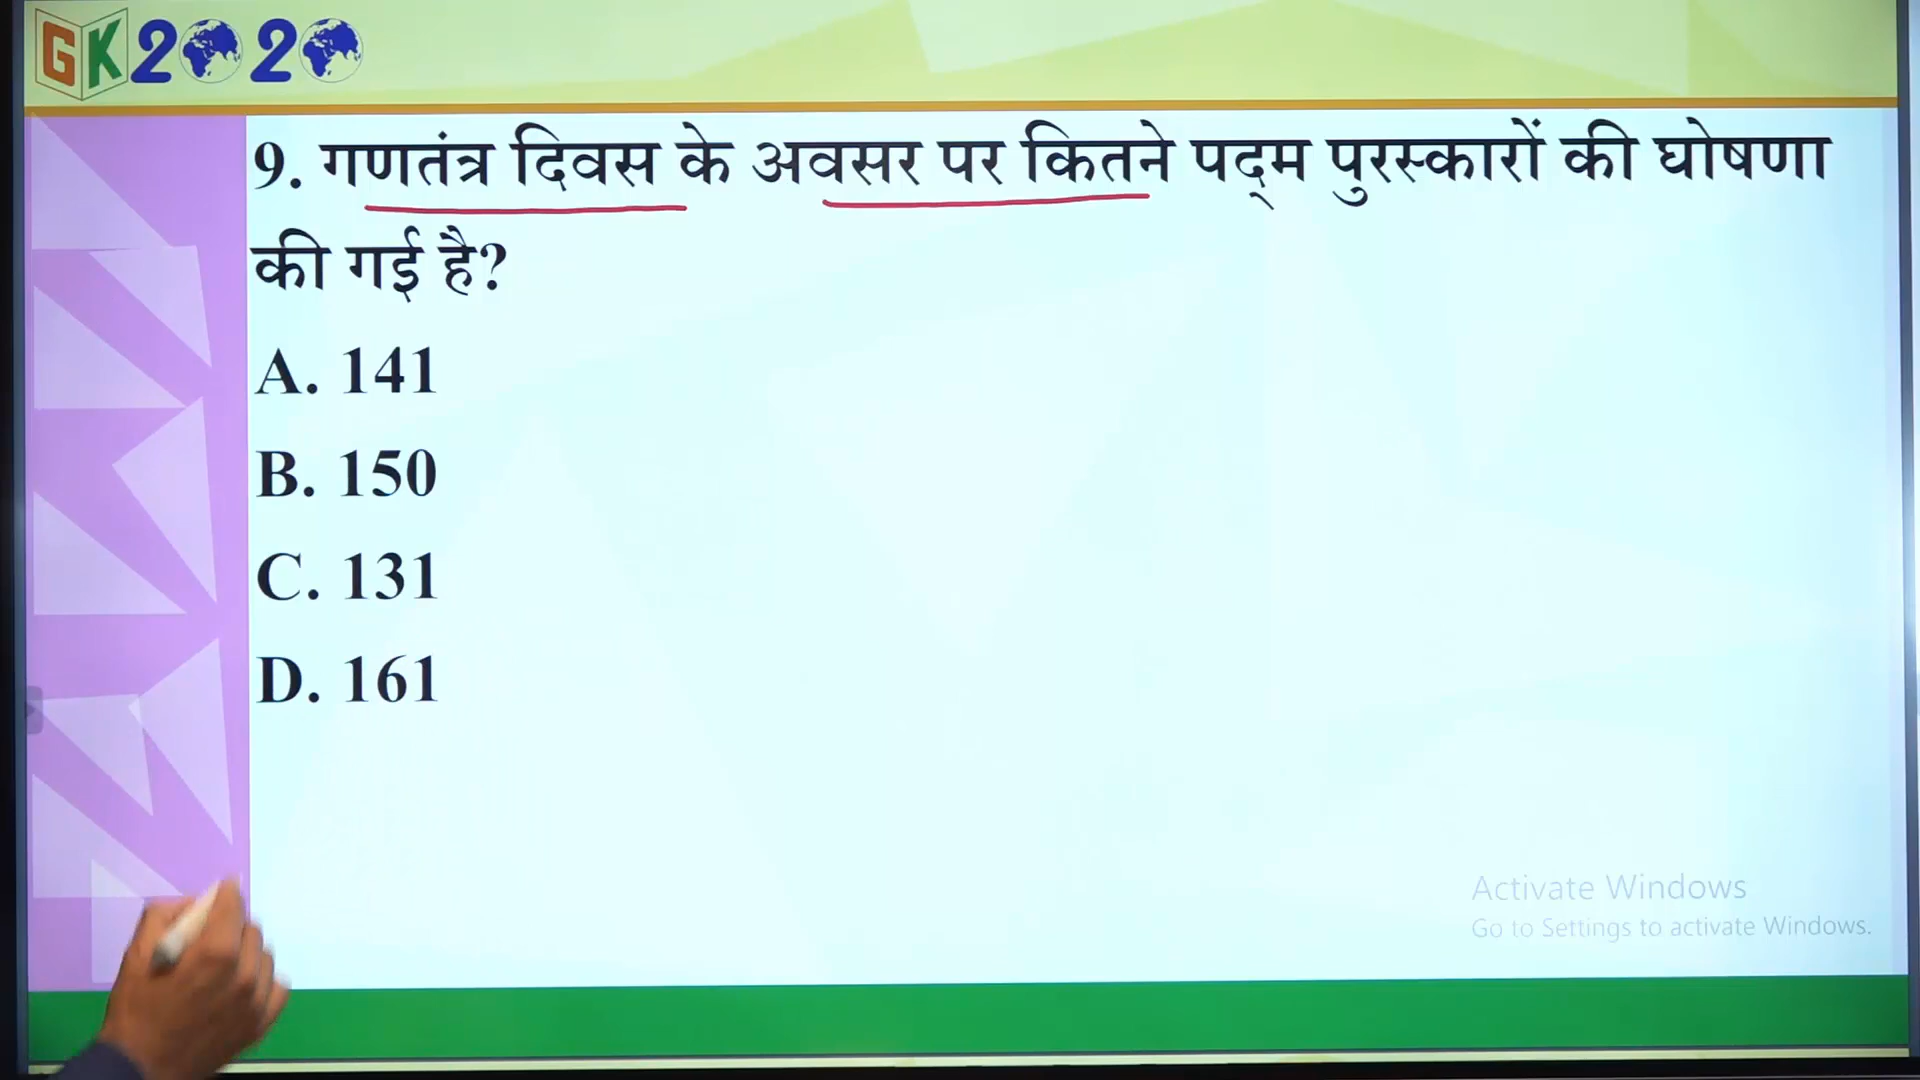 GK2020
9. गणतंत्र दिवस के अवसर पर कितने पद्म पुरस्कारों की घोषणा
की गई है?
A. 141
B. 150
C. 131
D. 161
Activate Windows
Go to Settings to activate Windows.